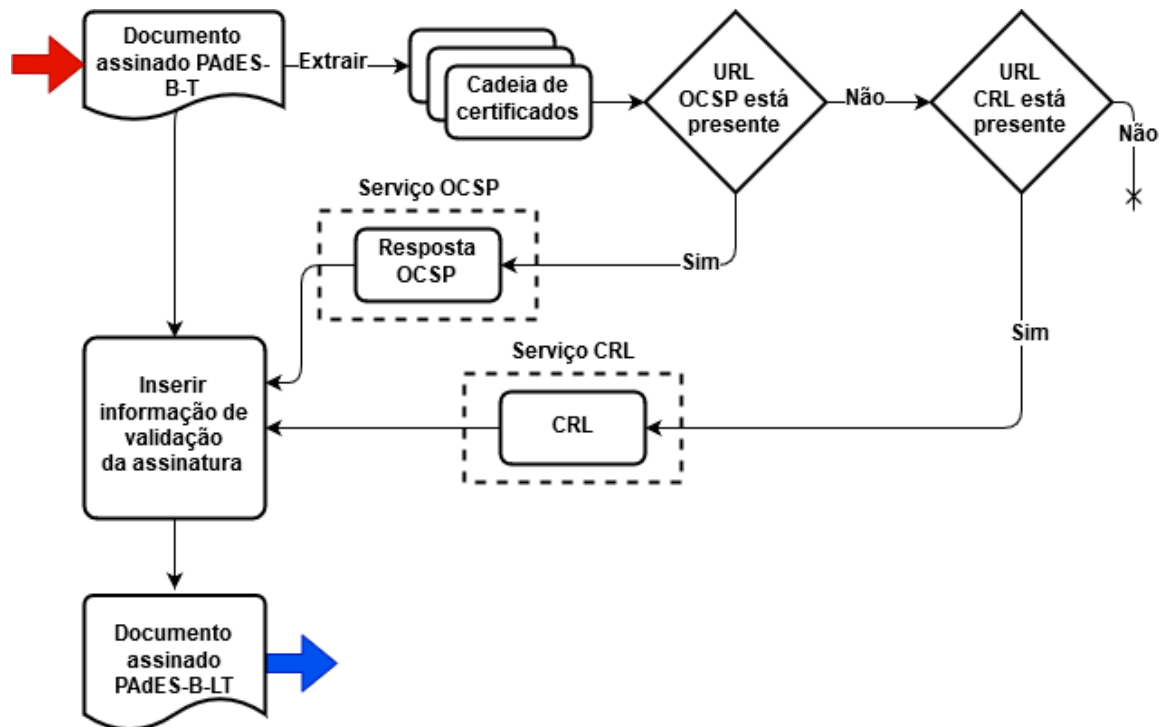 Documento
assinado PAdES-
B-T
Extrair
Cadeia de
certificados
URL
OCSP está
presente
Não
URL
CRL está
presente
Não
Serviço OCSP
Resposta
OCSP
Sim
Sim
Serviço CRL
CRL
Inserir
informação de
validação
da assinatura
Documento
assinado
PAdES-B-LT